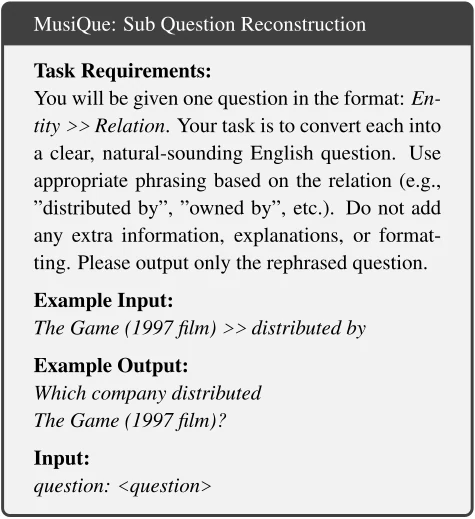 MusiQue: Sub Question Reconstruction
Task Requirements:
You will be given one question in the format: En-
tity >> Relation. Your task is to convert each into
a clear, natural-sounding English question. Use
appropriate phrasing based on the relation (e.g.,
”distributed by”, ”owned by”, etc.). Do not add
any extra information, explanations, or format-
ting. Please output only the rephrased question.
Example Input:
The Game (1997 film) >> distributed by
Example Output:
Which company distributed
The Game (1997 film)?
Input:
question: <question>